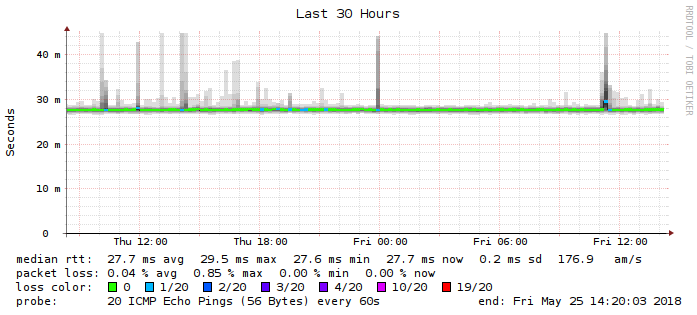 Last 30 Hours
RRDTOOL / TOBI OETIKER
Seconds
40 m
30 m
20 m
10 m
0
Thu 12:00 Thu 18:00 Fri 00:00 Fri 06:00 Fri 12:00
median rtt: 27.7 ms avg 29.5 ms max 27.6 ms min 27.7 ms now 0.2 ms sd 176.9 am/s
packet loss: 0.04 % avg 0.85 % max 0.00 % min 0.00 % now
loss color: 0 1/20 2/20 3/20 4/20 10/20 19/20
probe: 20 ICMP Echo Pings (56 Bytes) every 60s end: Fri May 25 14:20:03 2018